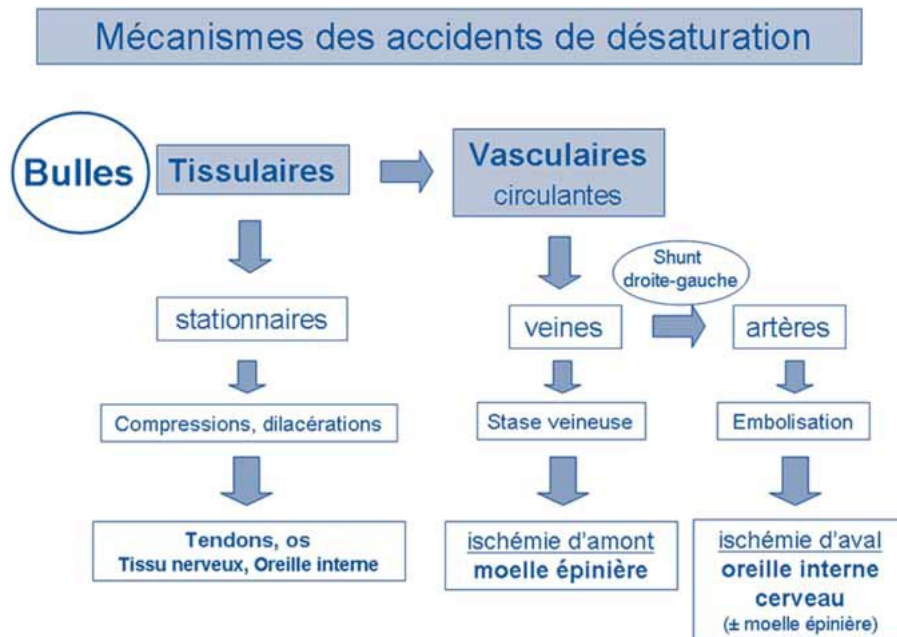 Mécanismes des accidents de désaturation
Bulles
Tissulaires
Vasculaires
circulantes
Shunt
droite-gauche
stationnaires
veines
artères
Compressions, dilacérations
Stase veineuse
Embolisation
Tendons, os
Tissu nerveux, Oreille interne
ischémie d'amont
moelle épinière
ischémie d'aval
oreille interne
cerveau
(± moelle épinière)